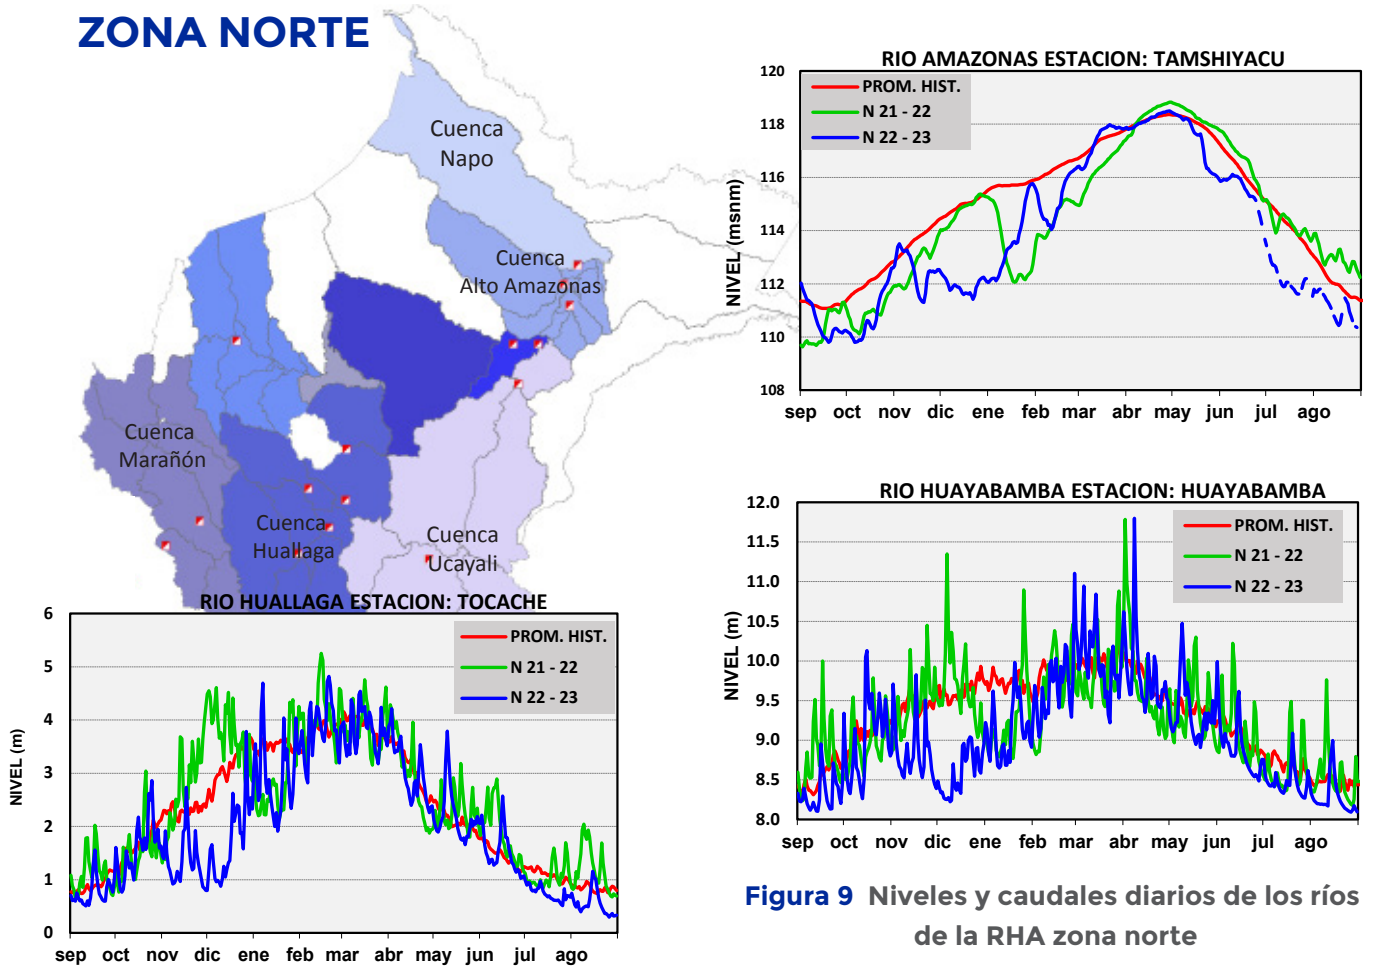 ZONA NORTE
Cuenca
Napo
Cuenca
Alto Amazonas
Cuenca
Marañón
Cuenca
Huallaga
Cuenca
Ucayali
RIO AMAZONAS ESTACION: TAMSHIYACU
NIVEL (msnm)
120
118
116
114
112
110
108
PROM. HIST.
N 21 - 22
N 22 - 23
sep oct nov dic ene feb mar abr may jun jul ago
RIO HUAYABAMBA ESTACION: HUAYABAMBA
NIVEL (m)
12.0
11.5
11.0
10.5
10.0
9.5
9.0
8.5
8.0
PROM. HIST.
N 21 - 22
N 22 - 23
sep oct nov dic ene feb mar abr may jun jul ago
RIO HUALLAGA ESTACION: TOCACHE
NIVEL (m)
6
5
4
3
2
1
0
PROM. HIST.
N 21 - 22
N 22 - 23
sep oct nov dic ene feb mar abr may jun jul ago
Figura 9 Niveles y caudales diarios de los ríos
de la RHA zona norte